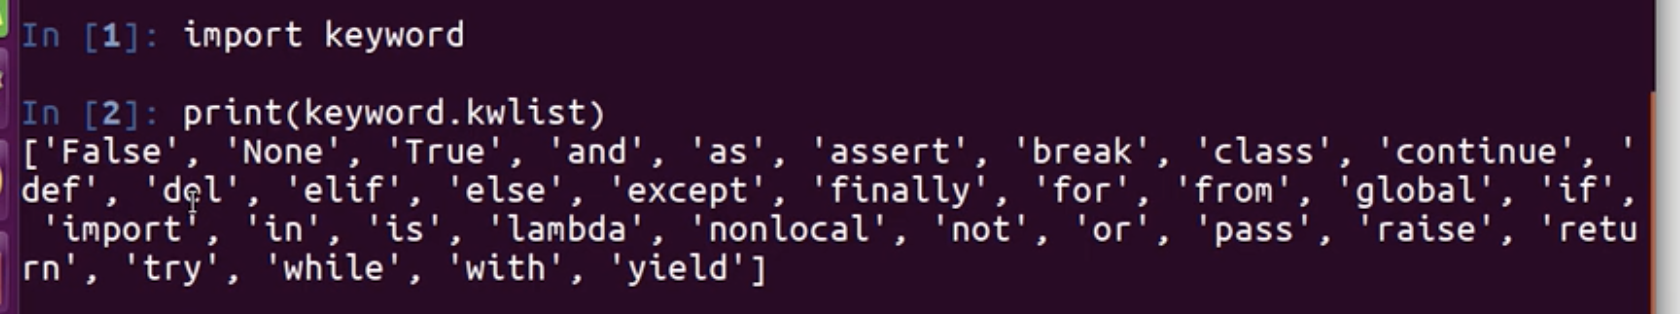 In [1]: import keyword
In [2]: print(keyword.kwlist)
['False', 'None', 'True', 'and', 'as', 'assert', 'break', 'class', 'continue', '
def', 'del', 'elif', 'else', 'except', 'finally', 'for', 'from', 'global', 'if',
 'import', 'in', 'is', 'lambda', 'nonlocal', 'not', 'or', 'pass', 'raise', 'retu
rn', 'try', 'while', 'with', 'yield']